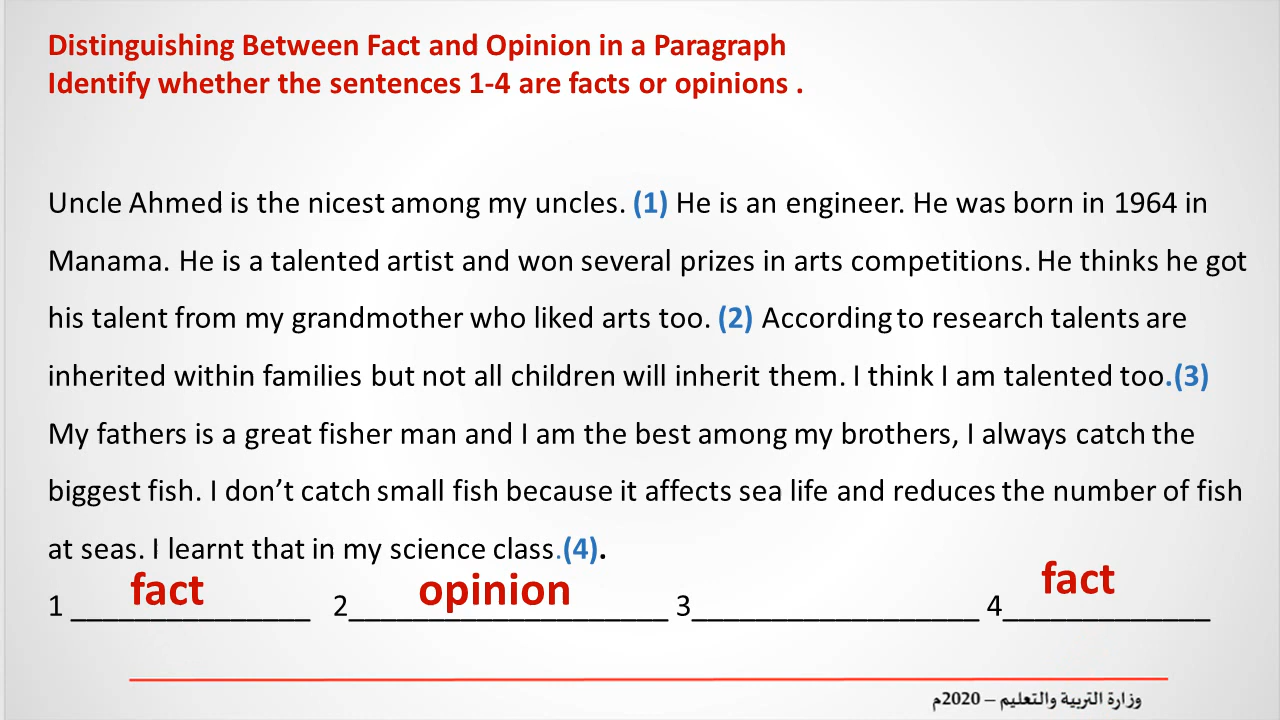 Distinguishing Between Fact and Opinion in a Paragraph
Identify whether the sentences 1-4 are facts or opinions .
Uncle Ahmed is the nicest among my uncles. (1) He is an engineer. He was born in 1964 in
Manama. He is a talented artist and won several prizes in arts competitions. He thinks he got
his talent from my grandmother who liked arts too. (2) According to research talents are
inherited within families but not all children will inherit them. I think I am talented too.(3)
My fathers is a great fisher man and I am the best among my brothers, I always catch the
biggest fish. I don’t catch small fish because it affects sea life and reduces the number of fish
at seas. I learnt that in my science class.(4).
fact opinion fact
1 _______________ 2____________________ 3__________________ 4_____________
وزارة التربية والتعليم – 2020م